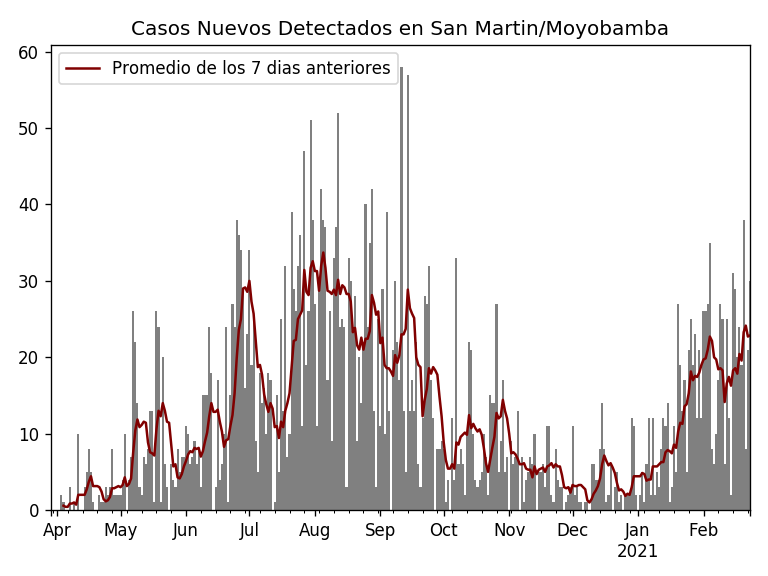 Casos Nuevos Detectados en San Martin/Moyobamba
Promedio de los 7 dias anteriores
60
50
40
30
20
10
0
Apr May Jun Jul Aug Sep Oct Nov Dec Jan Feb
2021